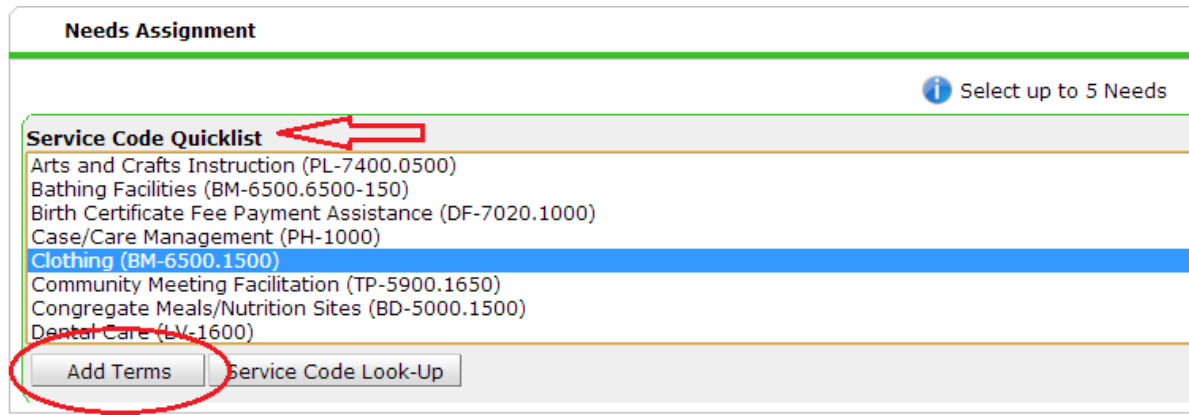 Needs Assignment
Select up to 5 Needs
Service Code Quicklist
Arts and Crafts Instruction (PL-7400.0500)
Bathing Facilities (BM-6500.6500-150)
Birth Certificate Fee Payment Assistance (DF-7020.1000)
Case/Care Management (PH-1000)
Clothing (BM-6500.1500)
Community Meeting Facilitation (TP-5900.1650)
Congregate Meals/Nutrition Sites (BD-5000.1500)
Dental Care (LV-1600)
Add Terms Service Code Look-Up